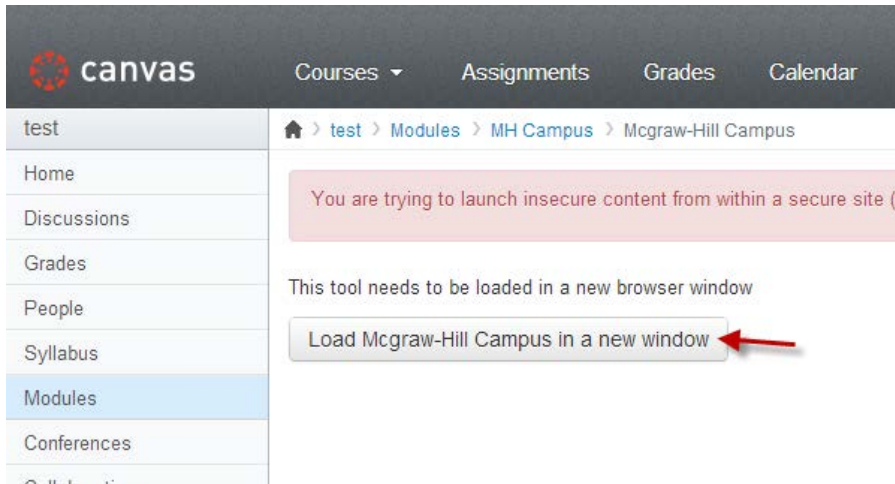 canvas
Courses Assignments Grades Calendar
test
test > Modules > MH Campus > Mcgraw-Hill Campus
Home
Discussions
Grades
People
Syllabus
Modules
Conferences
You are trying to launch insecure content from within a secure site (
This tool needs to be loaded in a new browser window
Load Mcgraw-Hill Campus in a new window